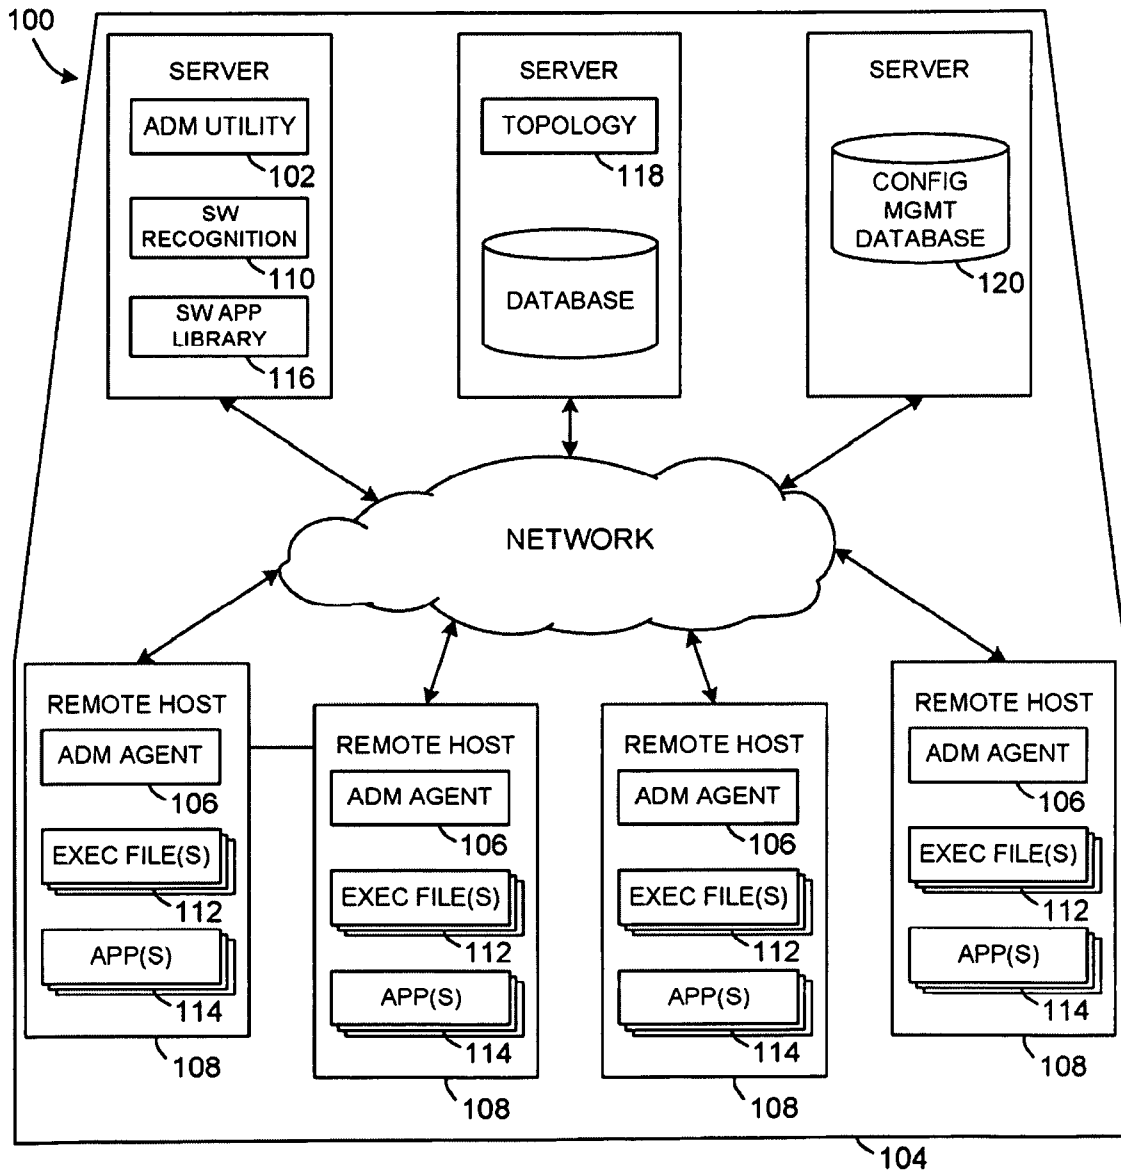 100
SERVER
ADM UTILITY
102
SW
RECOGNITION
110
SW APP
LIBRARY
116
SERVER
TOPOLOGY
118
DATABASE
SERVER
CONFIG
MGMT
DATABASE
120
NETWORK
REMOTE HOST
ADM AGENT
106
EXEC FILE(S)
112
APP(S)
114
108
REMOTE HOST
ADM AGENT
106
EXEC FILE(S)
112
APP(S)
114
108
REMOTE HOST
ADM AGENT
106
EXEC FILE(S)
112
APP(S)
114
108
REMOTE HOST
ADM AGENT
106
EXEC FILE(S)
112
APP(S)
114
108
104